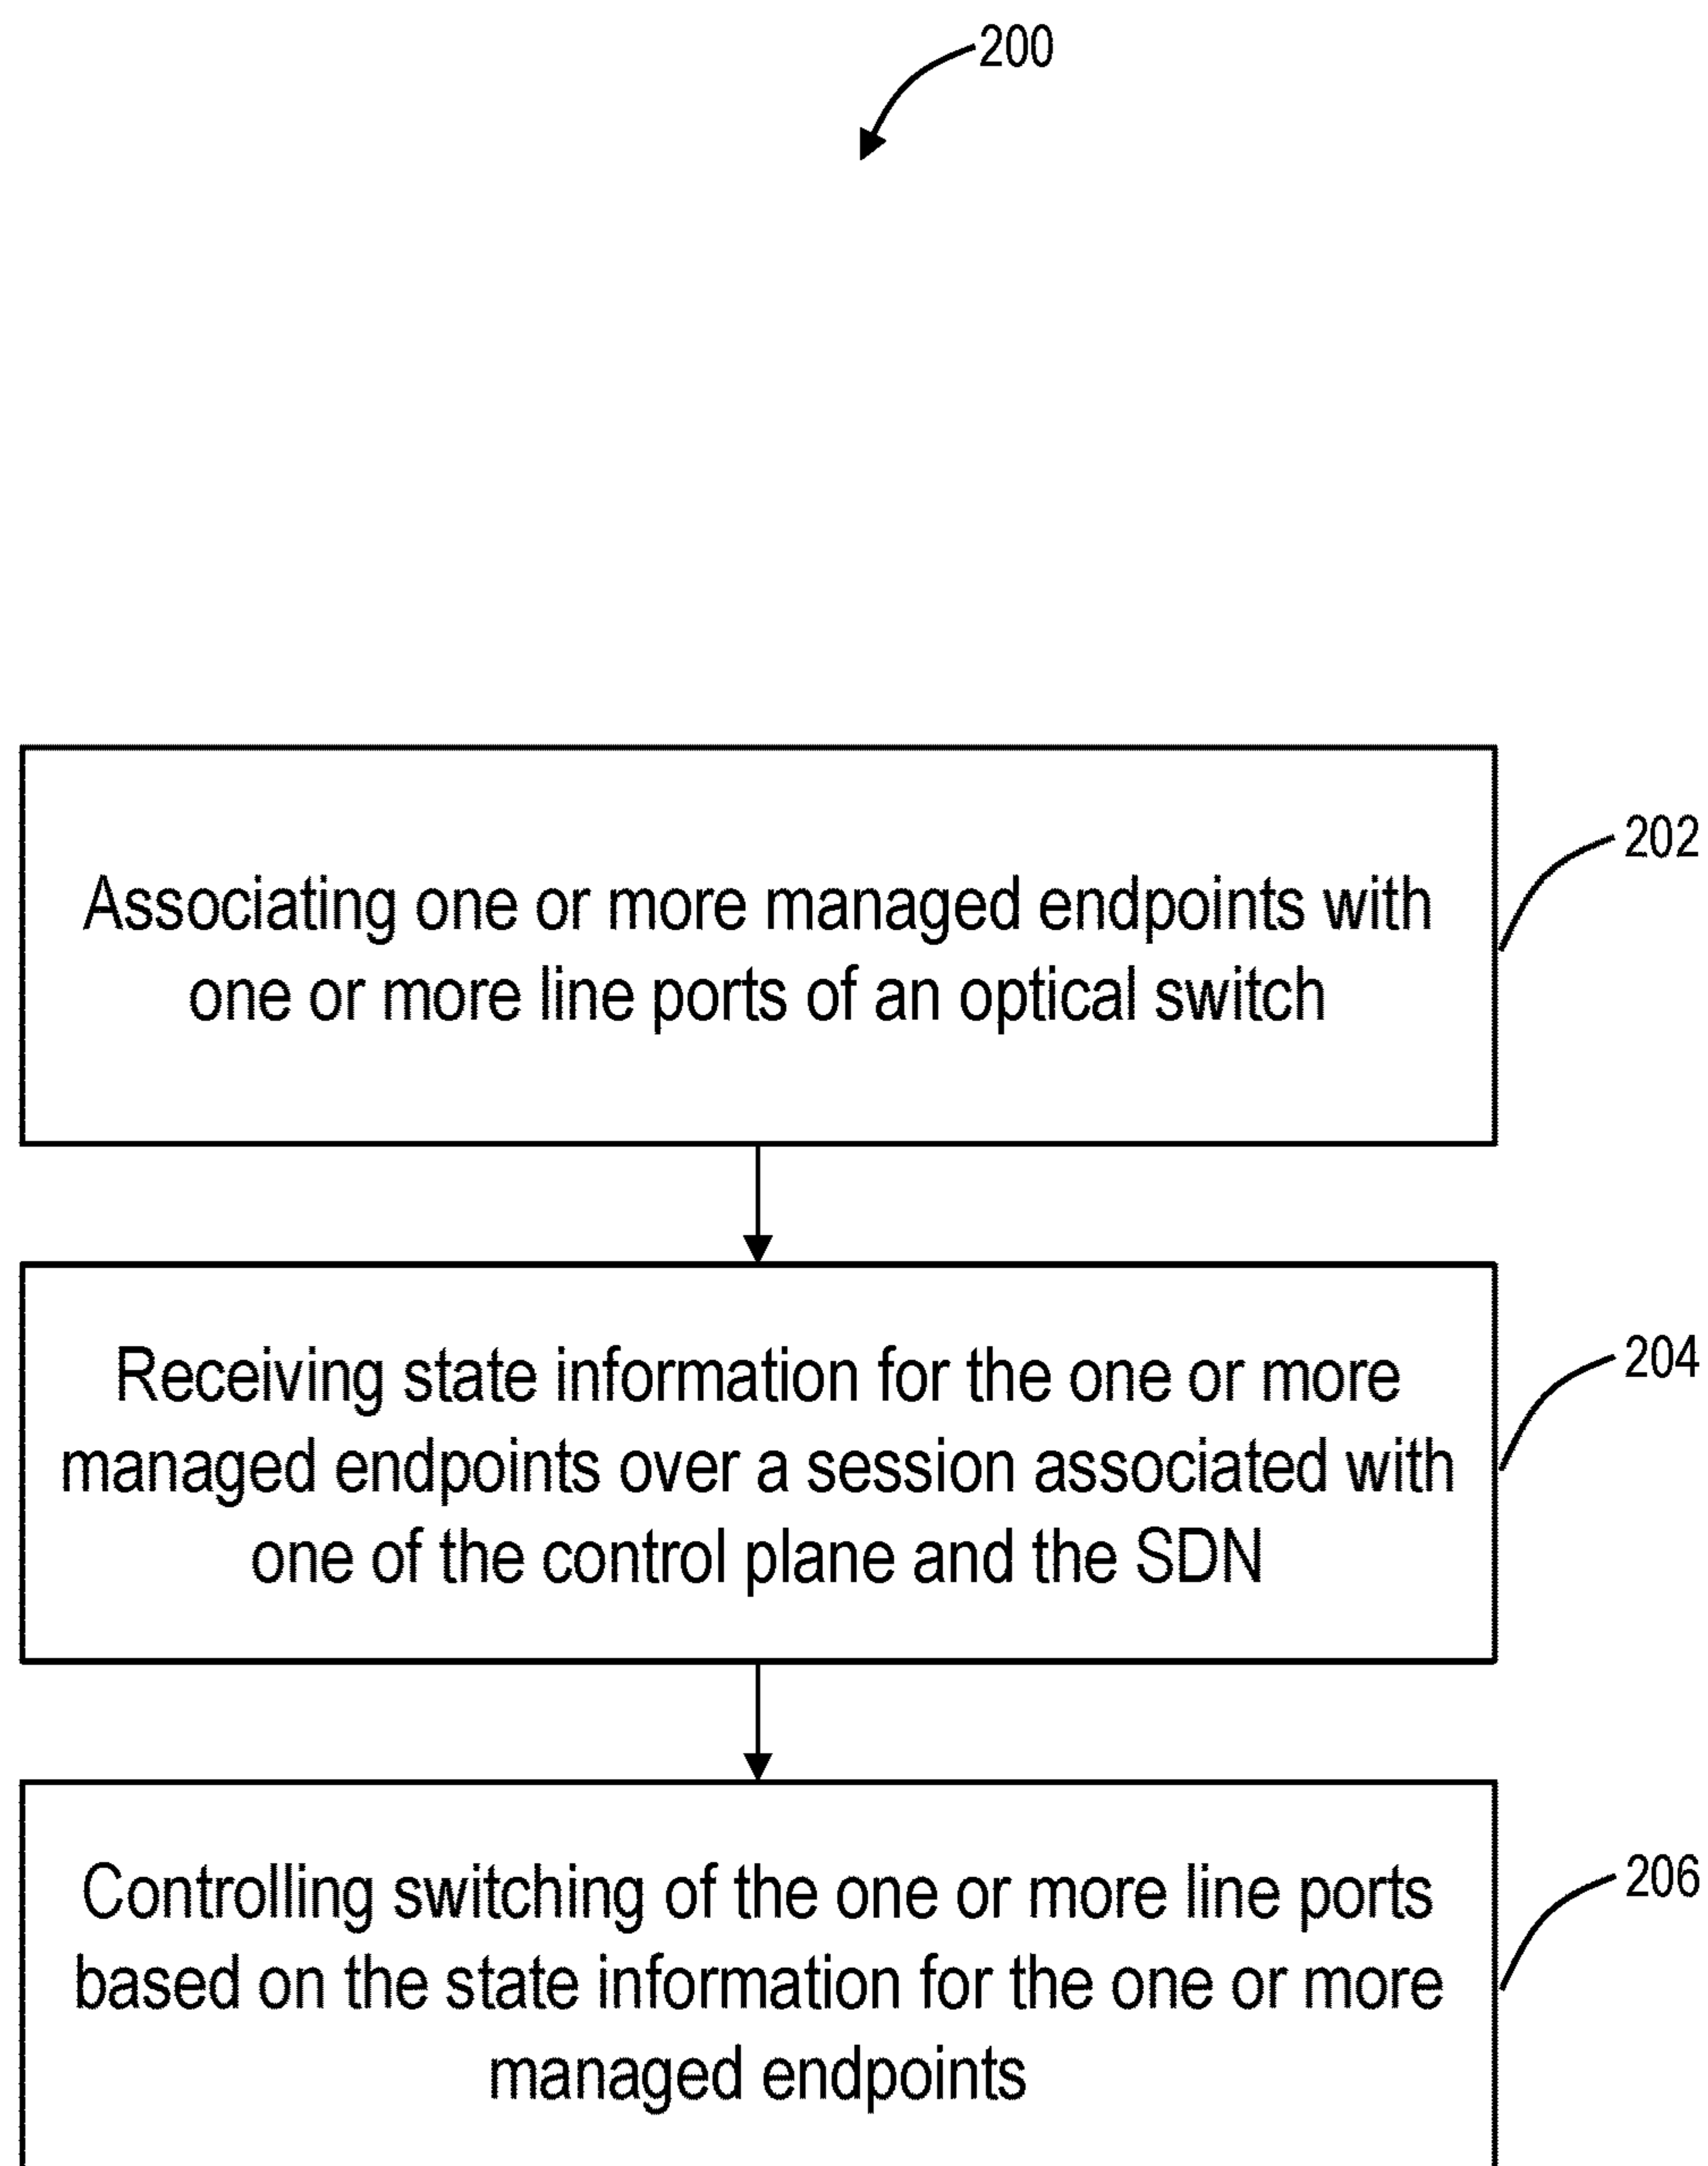 200
Associating one or more managed endpoints with
one or more line ports of an optical switch
202
Receiving state information for the one or more
managed endpoints over a session associated with
one of the control plane and the SDN
204
Controlling switching of the one or more line ports
based on the state information for the one or more
managed endpoints
206